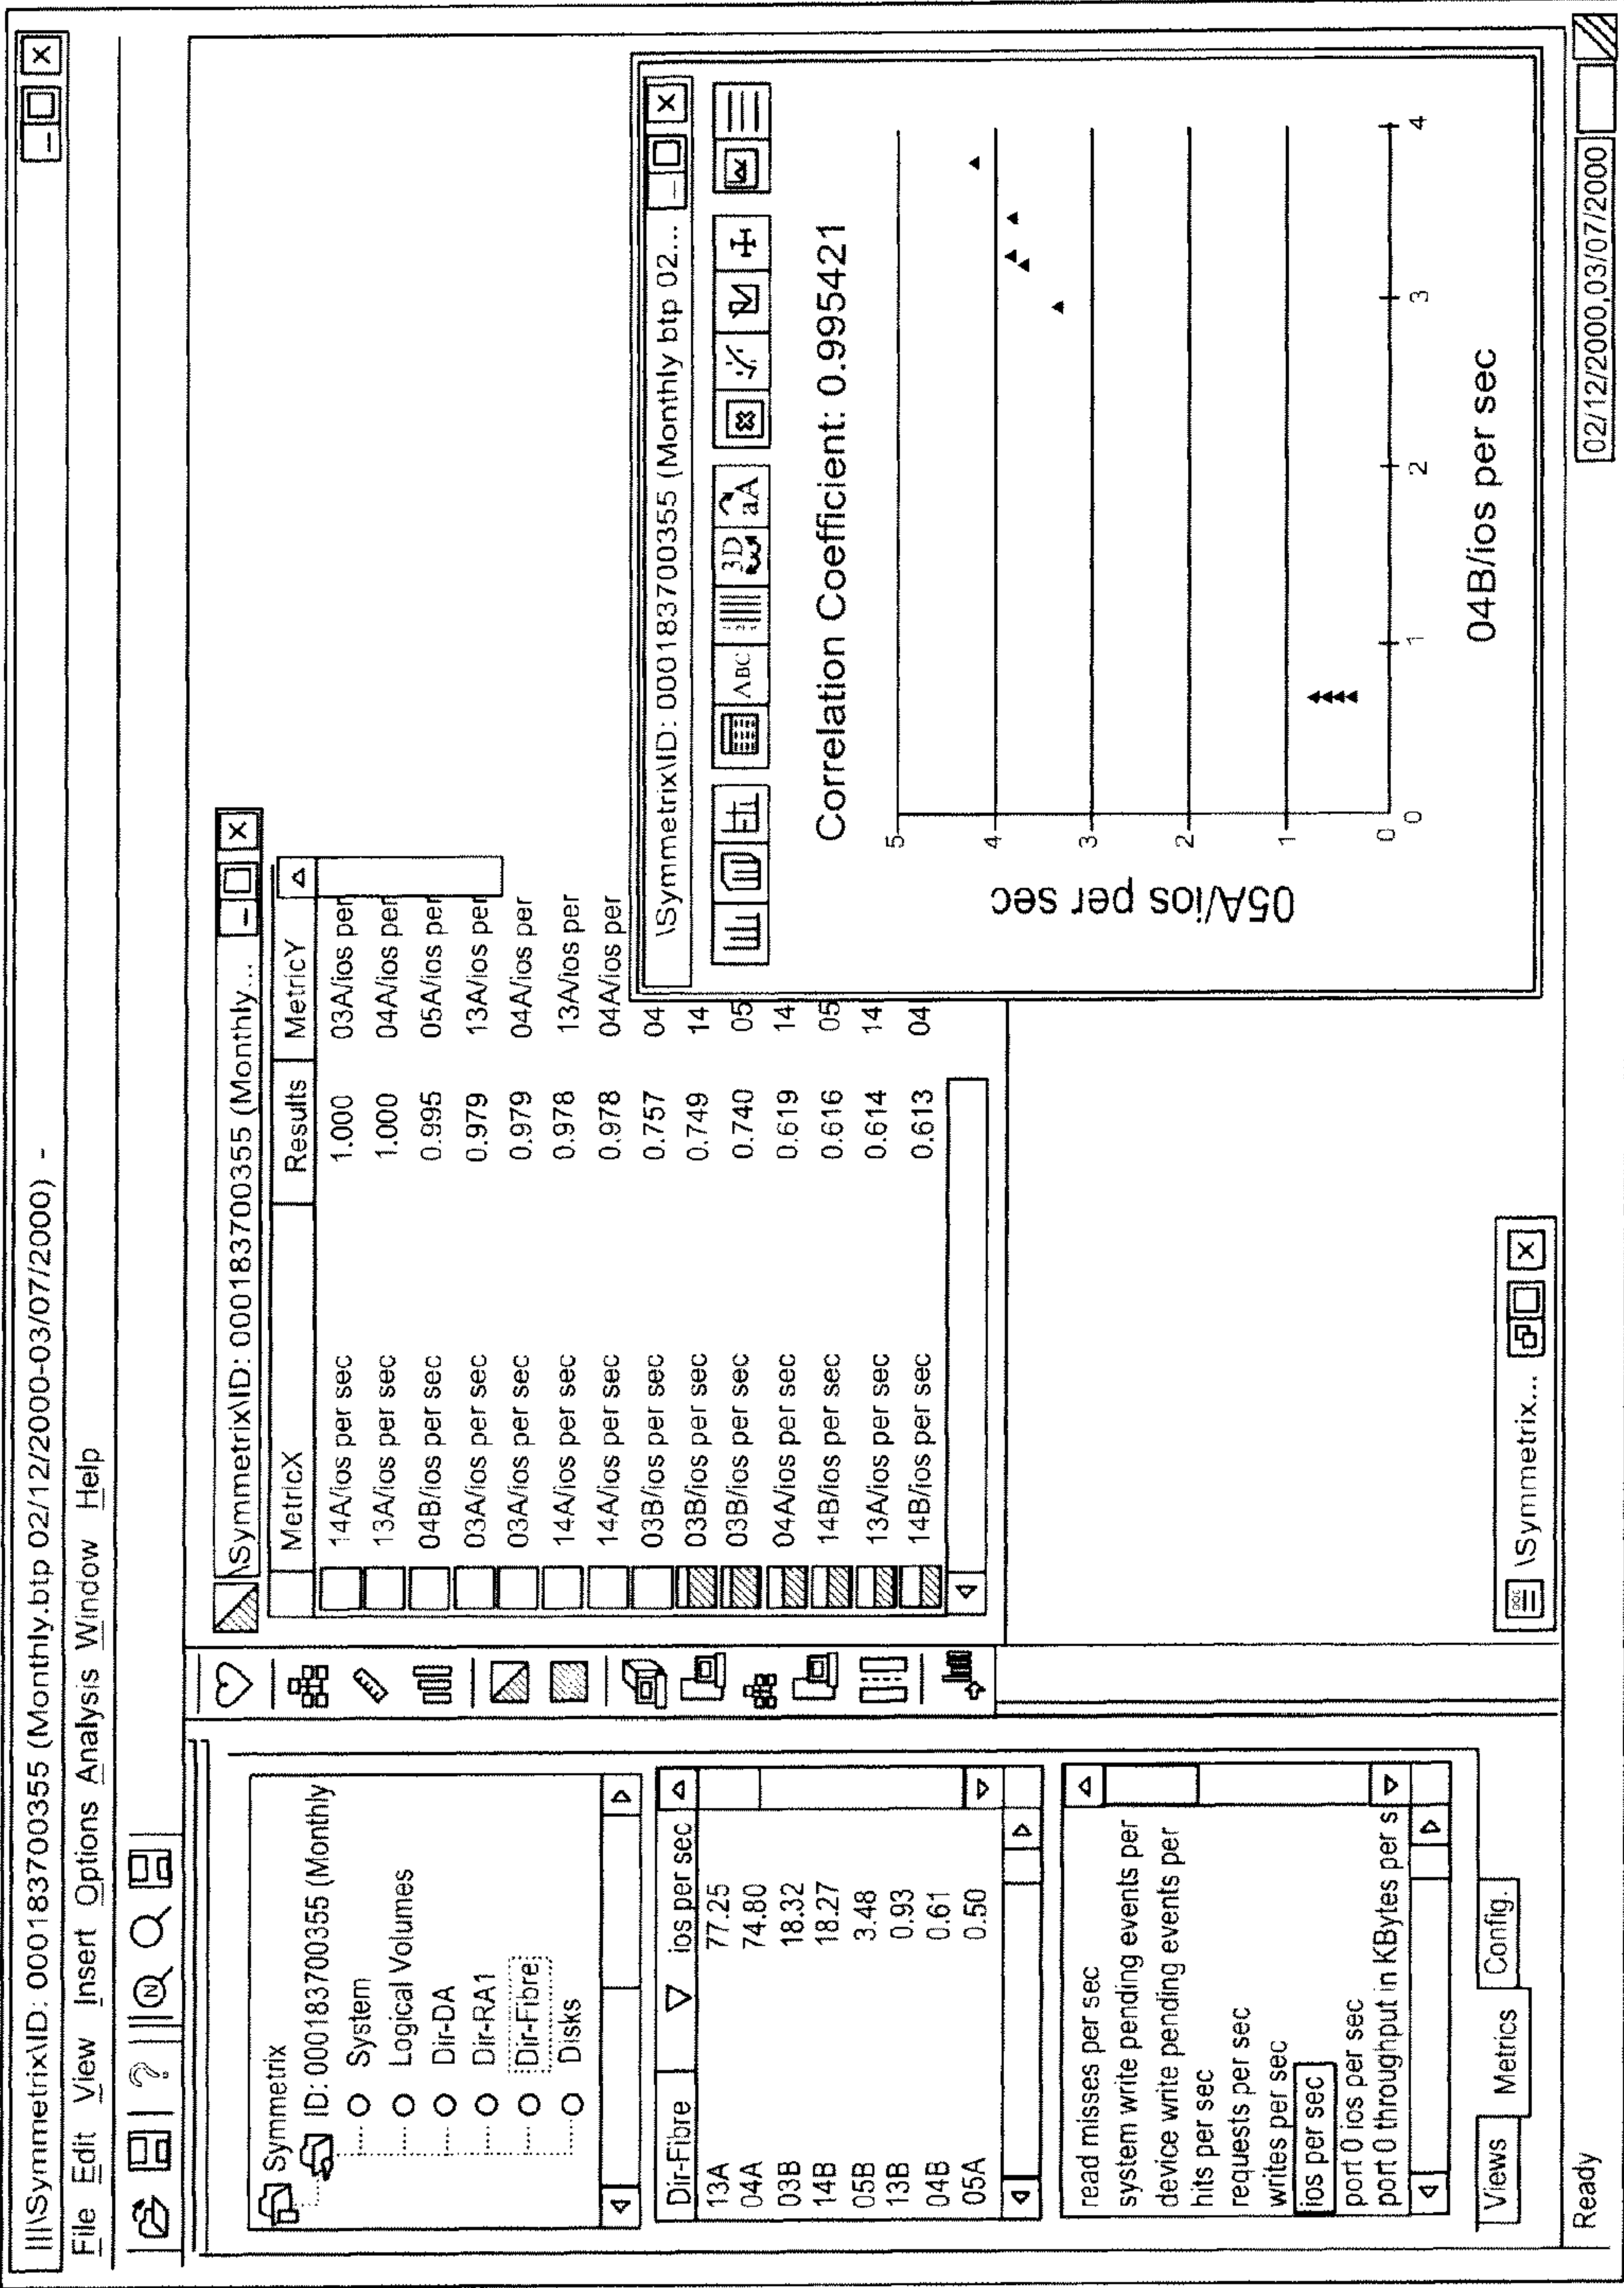 \Symmetrix\ID: 000183700355 (Monthly.btp 02/12/2000-03/07/2000) -
File Edit View Insert Options Analysis Window Help
? N
Symmetrix
ID: 000183700355 (Monthly
System
Logical Volumes
Dir-DA
Dir-RA1
Dir-Fibre
Disks
Dir-Fibre ios per sec
13A 77.25
04A 74.80
03B 18.32
14B 18.27
05B 3.48
13B 0.93
04B 0.61
05A 0.50
read misses per sec
system write pending events per
device write pending events per
hits per sec
requests per sec
writes per sec
ios per sec
port 0 ios per sec
port 0 throughput in KBytes per s
Views Metrics Config.
\Symmetrix\ID: 000183700355 (Monthly...
MetricX Results MetricY
14A/ios per sec 1.000 03A/ios per
13A/ios per sec 1.000 04A/ios per
04B/ios per sec 0.995 05A/ios per
03A/ios per sec 0.979 13A/ios per
03A/ios per sec 0.979 04A/ios per
14A/ios per sec 0.978 13A/ios per
14A/ios per sec 0.978 04A/ios per
03B/ios per sec 0.757 04
03B/ios per sec 0.749 14
03B/ios per sec 0.740 05
04A/ios per sec 0.619 14
14B/ios per sec 0.616 05
13A/ios per sec 0.614 14
14B/ios per sec 0.613 04
\Symmetrix\ID: 000183700355 (Monthly btp 02...
ABC 3D aA
Correlation Coefficient: 0.995421
05A/ios per sec
5
4
3
2
1
0
0 1 2 3 4
04B/ios per sec
\Symmetrix...
Ready 02/12/2000,03/07/2000